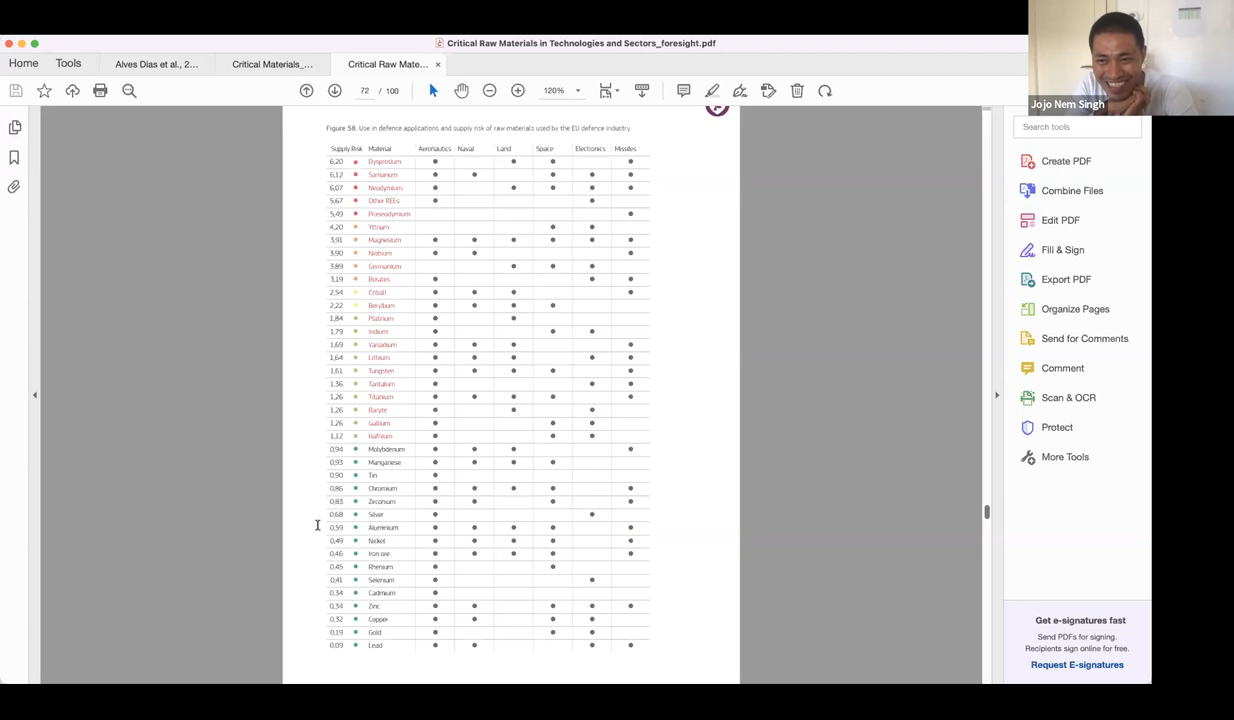 Critical Raw Materials in Technologies and Sectors_foresight.pdf
Home Tools Alves Dias et al., 2... Critical Materials_... Critical Raw Mate... ×
72 / 100 120%
Jojo Nem Singh
Search tools
Figure 58. Use in defence applications and supply risk of raw materials used by the EU defence industry.
Supply Risk Material Aeronautics Naval Land Space Electronics Missiles
6,20 Dysprosium
6,12 Samarium
6,07 Neodymium
5,67 Other REEs
5,49 Praseodymium
4,20 Yttrium
3,91 Magnesium
3,90 Niobium
3,89 Germanium
3,19 Borates
2,54 Cobalt
2,22 Beryllium
1,84 Platinum
1,79 Indium
1,69 Vanadium
1,64 Lithium
1,61 Tungsten
1,36 Tantalum
1,26 Titanium
1,26 Baryte
1,26 Gallium
1,12 Hafnium
0,94 Molybdenum
0,93 Manganese
0,90 Tin
0,86 Chromium
0,83 Zirconium
0,68 Silver
0,59 Aluminium
0,49 Nickel
0,46 Iron ore
0,45 Rhenium
0,41 Selenium
0,34 Cadmium
0,34 Zinc
0,32 Copper
0,19 Gold
0,09 Lead
Create PDF
Combine Files
Edit PDF
Fill & Sign
Export PDF
Organize Pages
Send for Comments
Comment
Scan & OCR
Protect
More Tools
Get e-signatures fast
Send PDFs for signing.
Recipients sign online for free.
Request E-signatures